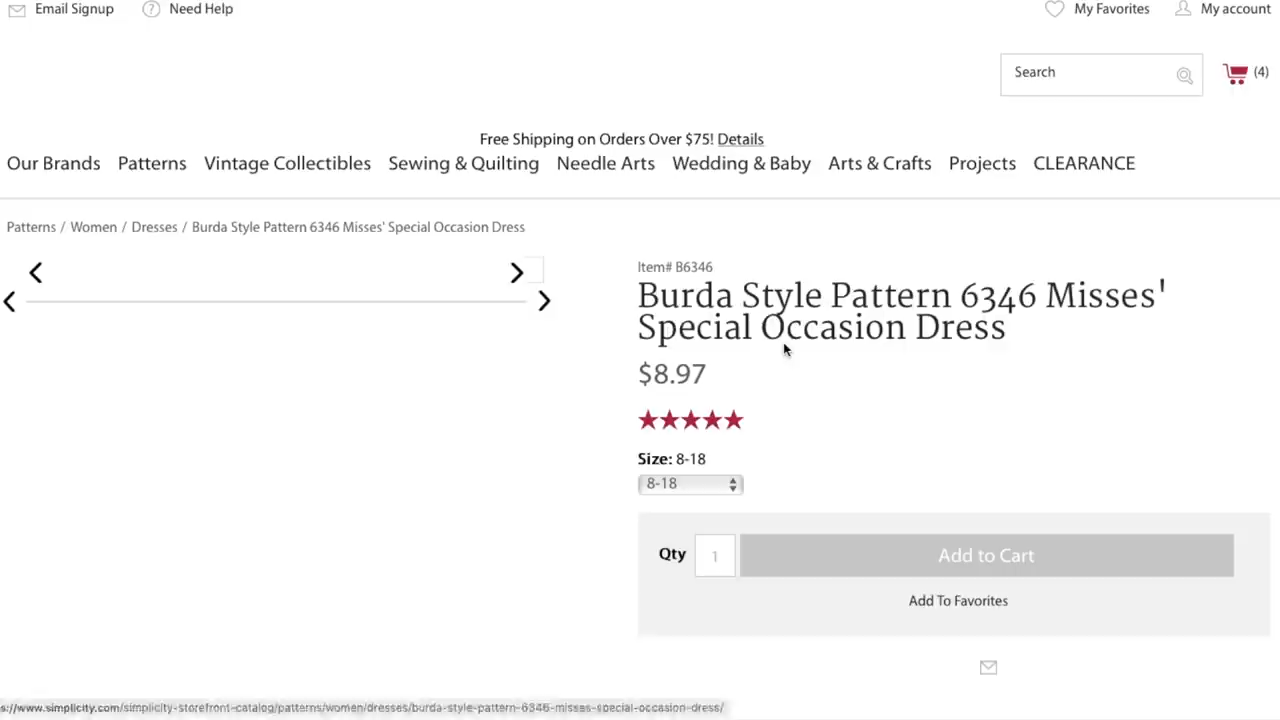 Email Signup
Need Help
My Favorites
My account
Search
(4)
Free Shipping on Orders Over $75! Details
Our Brands Patterns Vintage Collectibles Sewing & Quilting Needle Arts Wedding & Baby Arts & Crafts Projects CLEARANCE
Patterns / Women / Dresses / Burda Style Pattern 6346 Misses' Special Occasion Dress
Item# B6346
Burda Style Pattern 6346 Misses'
Special Occasion Dress
$8.97
Size: 8-18
8-18
Qty 1 Add to Cart
Add To Favorites
s://www.simplicity.com/simplicity-storefront-catalog/patterns/women/dresses/burda-style-pattern-6346-misses-special-occasion-dress/